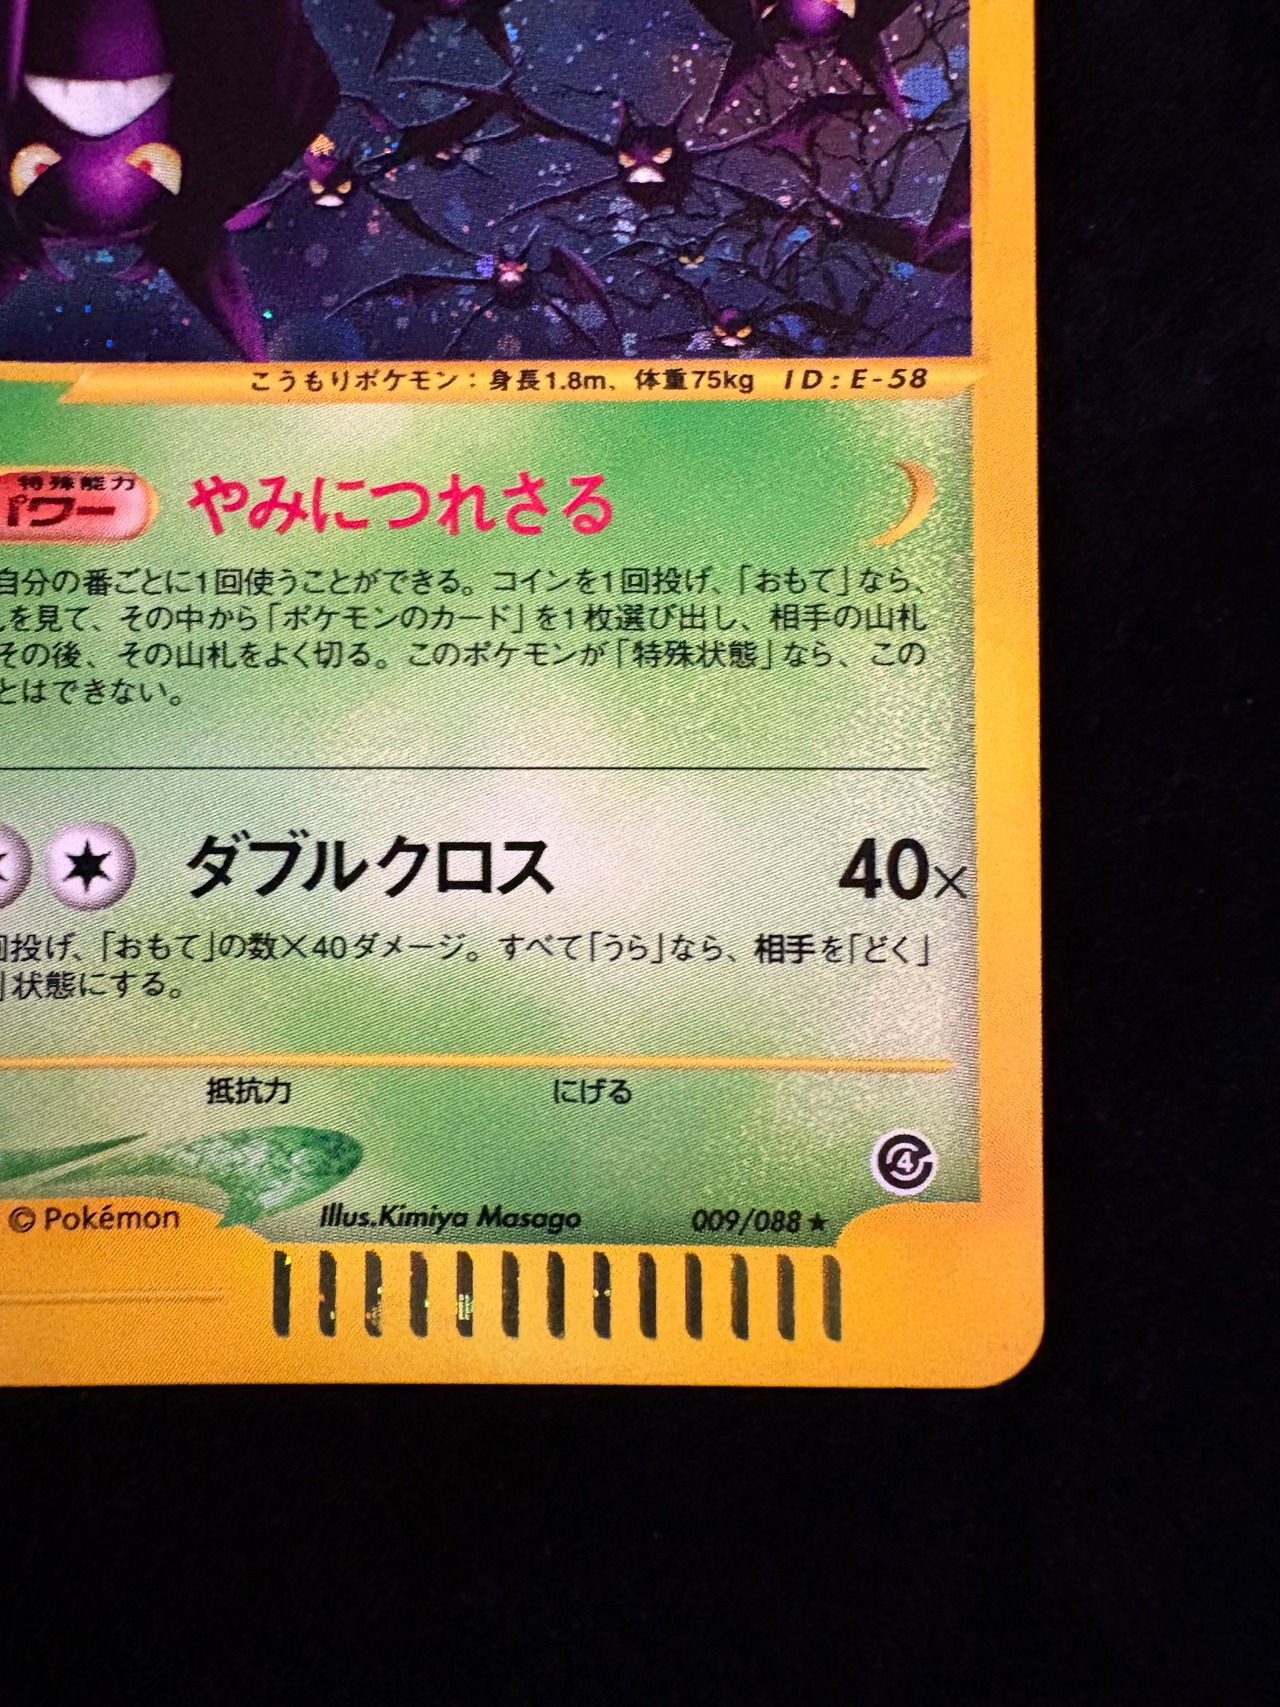 こうもりポケモン：身長1.8m、体重75kg ID:E-58
特殊能力
パワー やみにつれさる
自分の番ごとに1回使うことができる。コインを1回投げ、「おもて」なら、
を見て、その中から「ポケモンのカード」を1枚選び出し、相手の山札
その後、その山札をよく切る。このポケモンが「特殊状態」なら、この
とはできない。
ダブルクロス 40×
回投げ、「おもて」の数×40ダメージ。すべて「うら」なら、相手を「どく」
」状態にする。
抵抗力 にげる
4
© Pokémon Illus.Kimiya Masago 009/088 ★